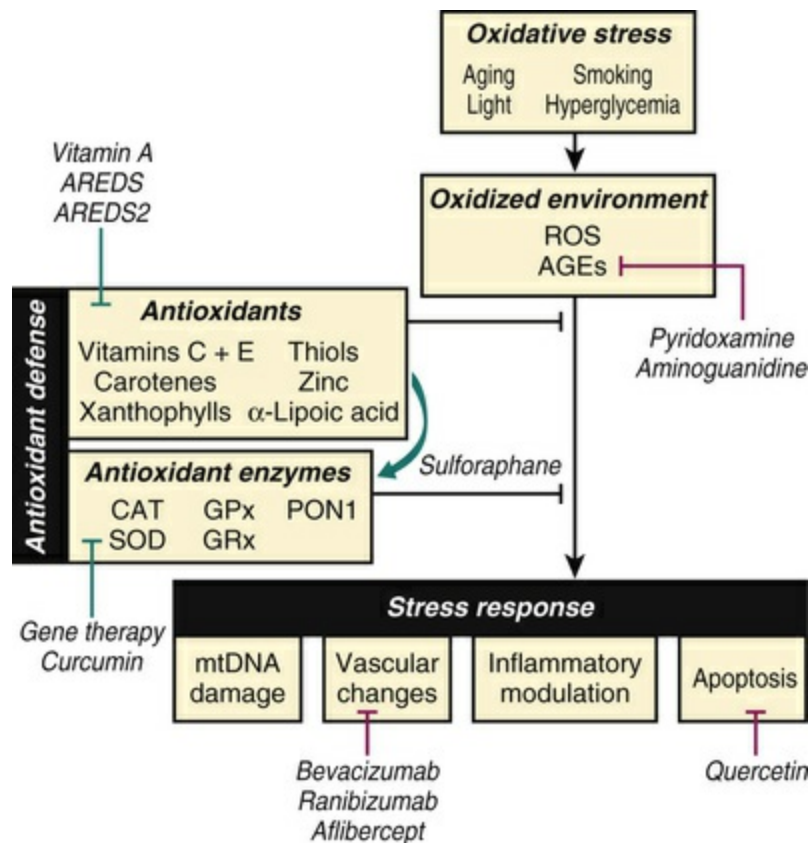 Oxidative stress
Aging Smoking
Light Hyperglycemia
Vitamin A
AREDS
AREDS2
Oxidized environment
ROS
AGEs
Pyridoxamine
Aminoguanidine
Antioxidant defense
Antioxidants
Vitamins C + E Thiols
Carotenes Zinc
Xanthophylls α-Lipoic acid
Antioxidant enzymes
CAT GPx PON1
SOD GRx
Sulforaphane
Gene therapy
Curcumin
Stress response
mtDNA
damage
Vascular
changes
Inflammatory
modulation
Apoptosis
Bevacizumab
Ranibizumab
Aflibercept
Quercetin